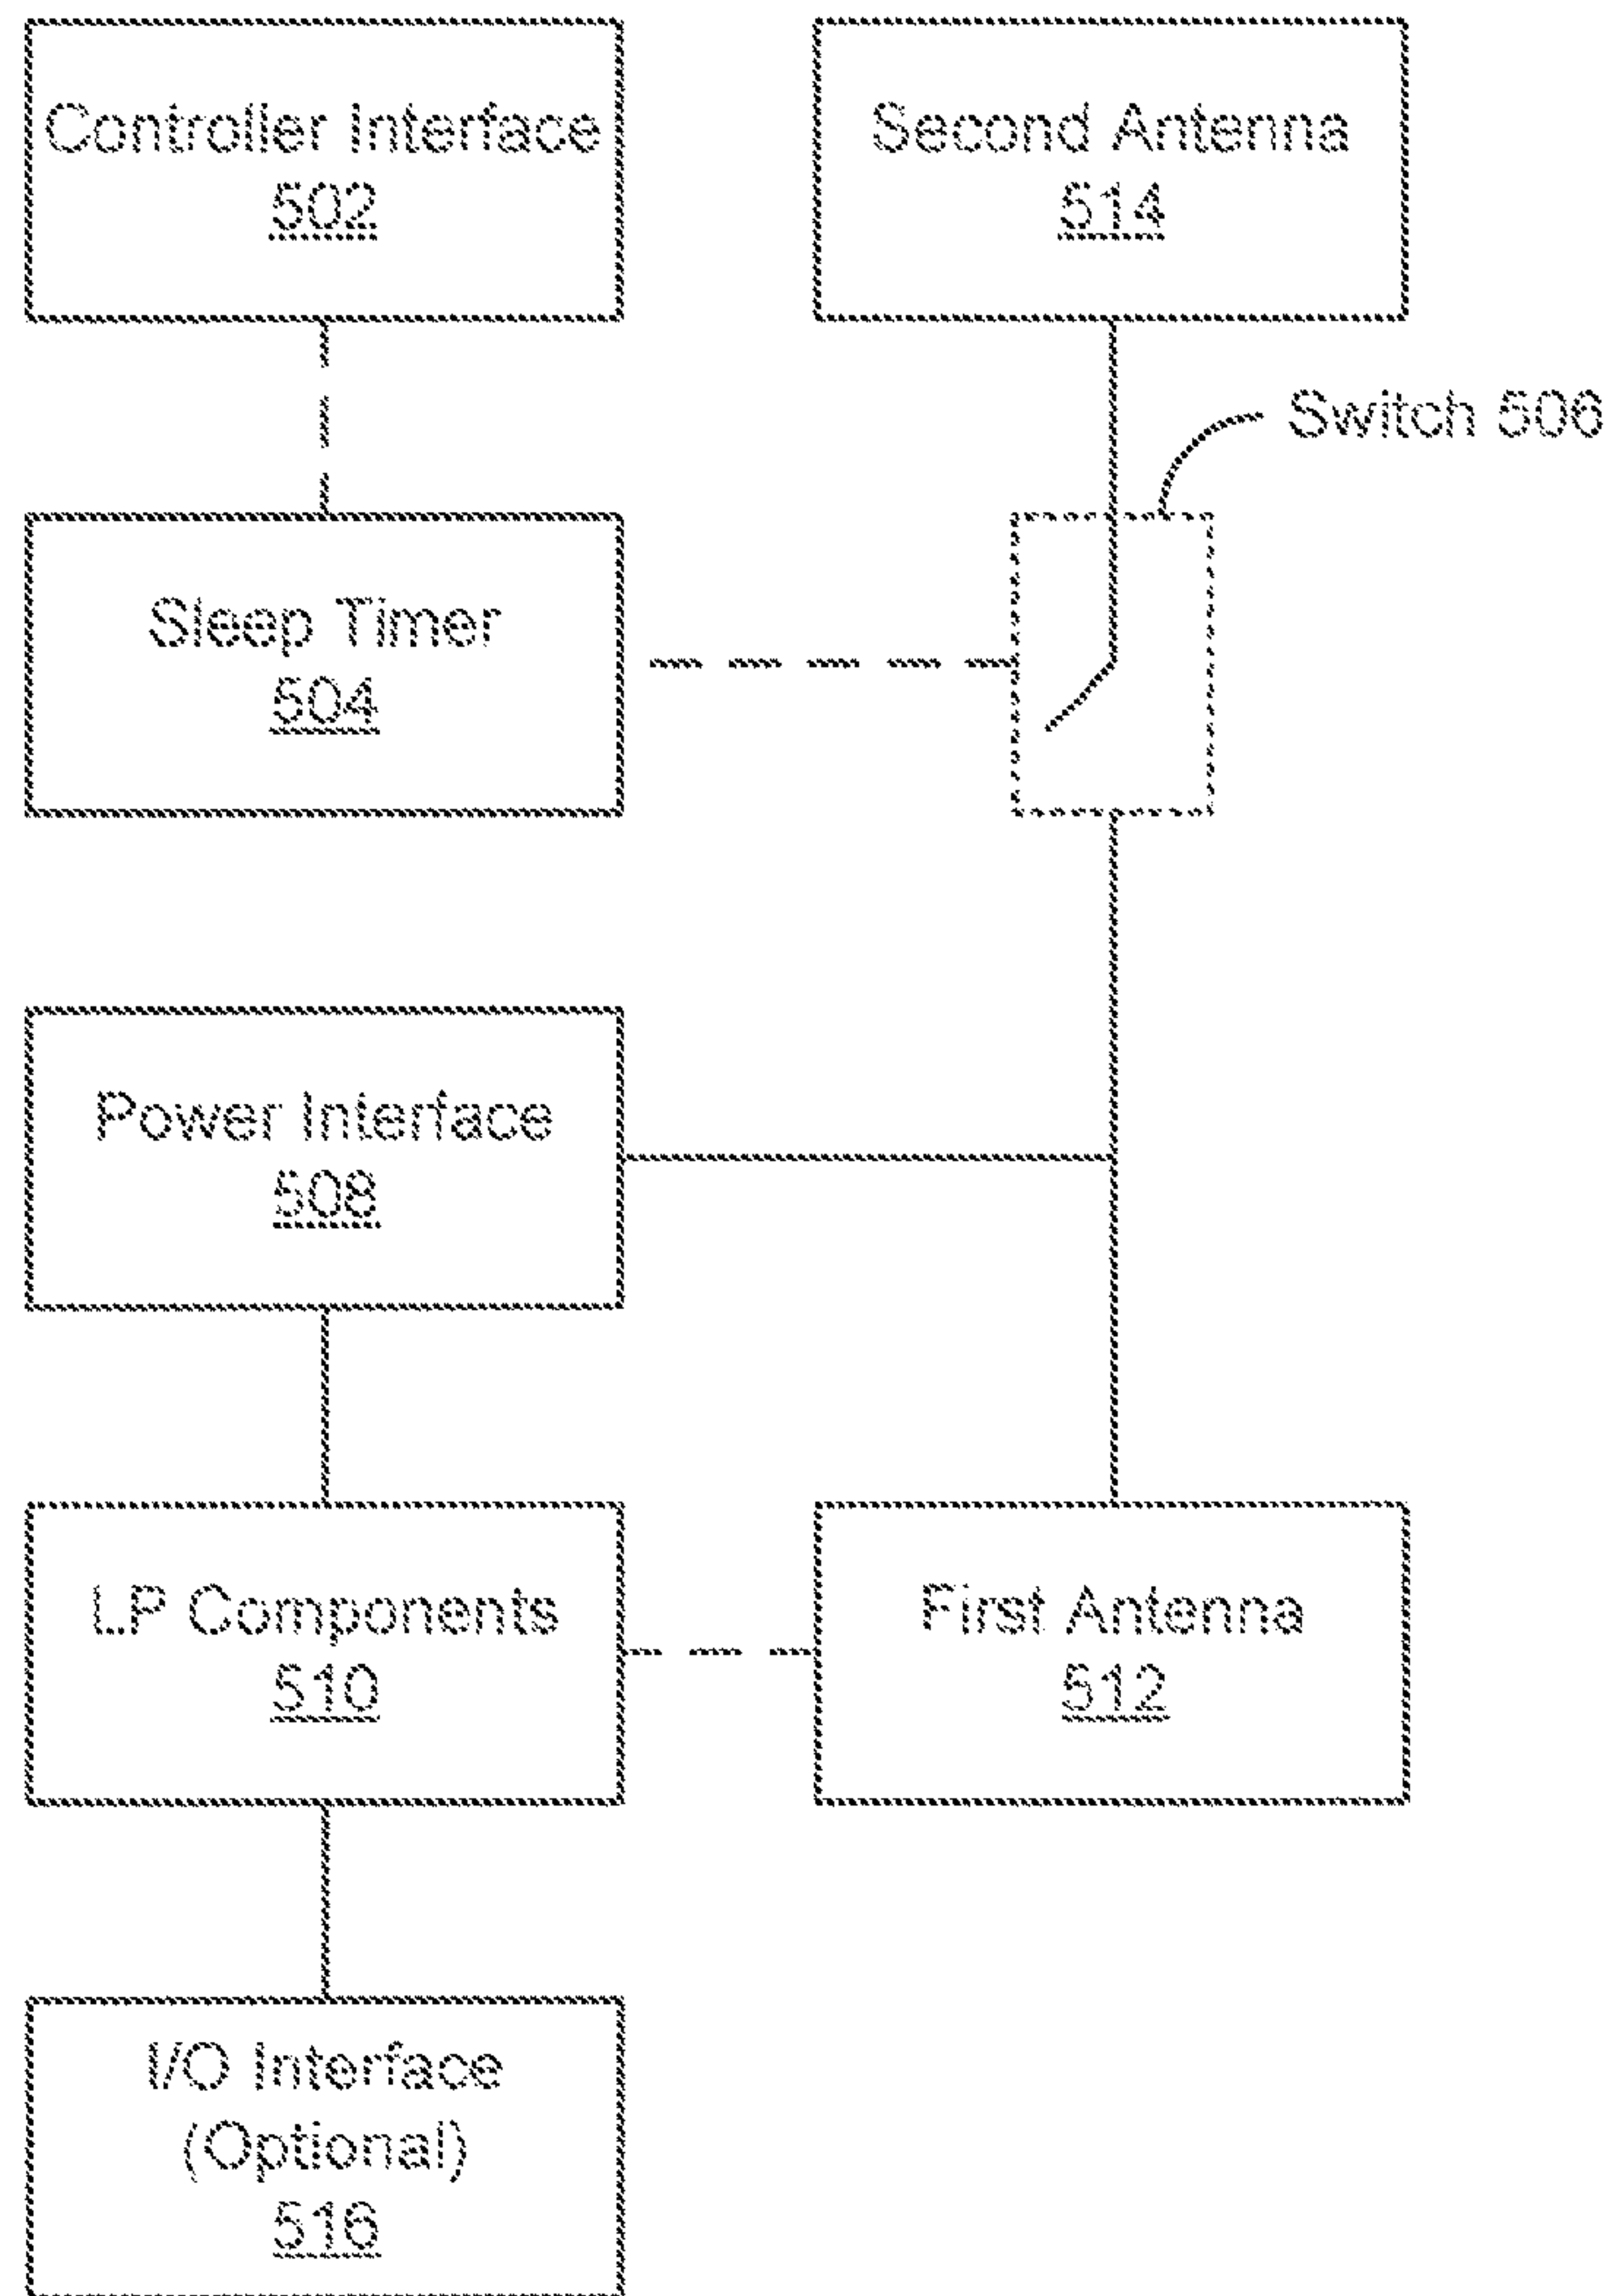 Controller Interface
502
Second Antenna
514
Switch 506
Sleep Timer
504
Power Interface
508
LP Components
510
First Antenna
512
I/O Interface
(Optional)
516